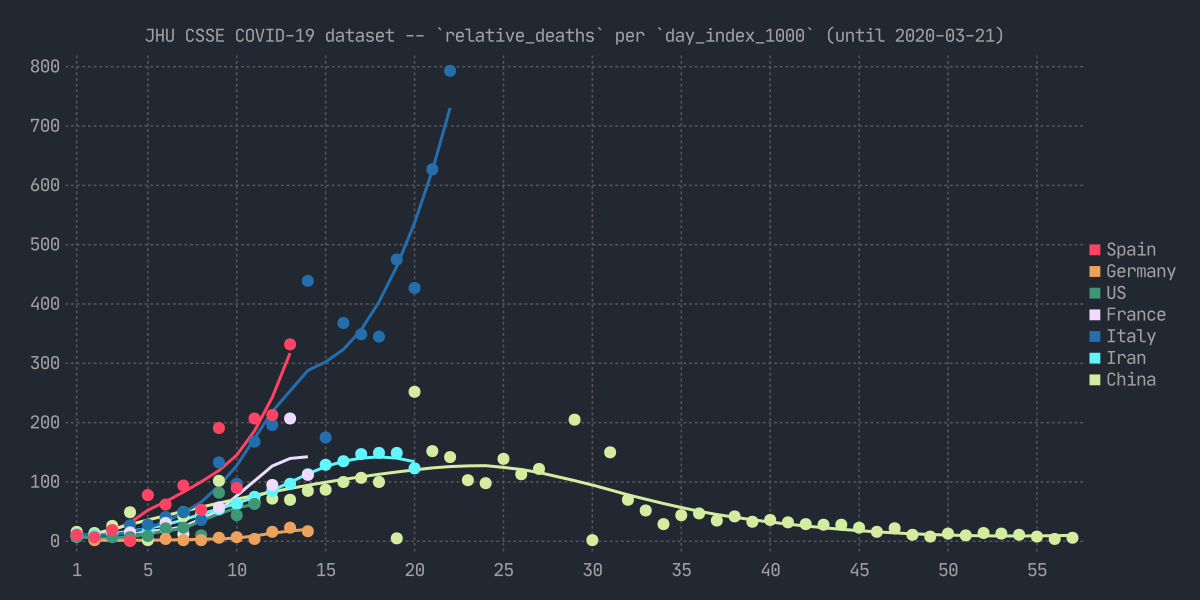 JHU CSSE COVID-19 dataset -- `relative_deaths` per `day_index_1000` (until 2020-03-21)
800
700
600
500
400
300
200
100
0
1 5 10 15 20 25 30 35 40 45 50 55
Spain
Germany
US
France
Italy
Iran
China